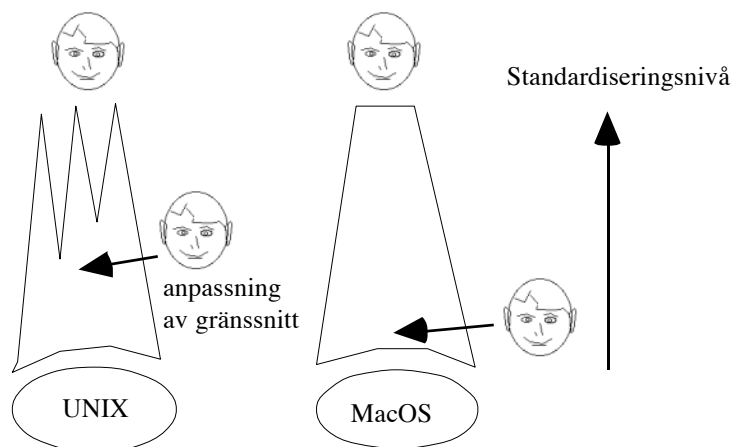 Standardiseringsnivå
anpassning
av gränssnitt
UNIX
MacOS